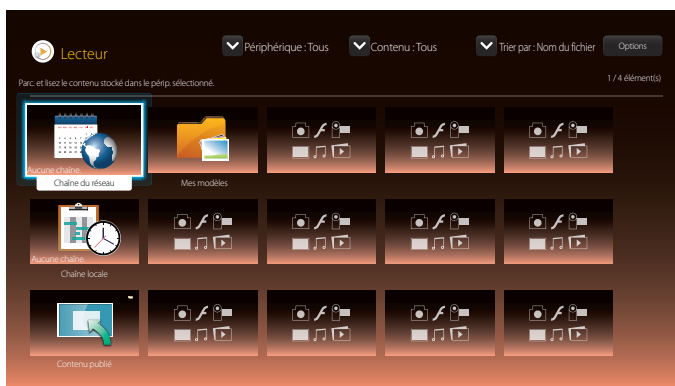 Lecteur
Périphérique : Tous
Contenu : Tous
Trier par : Nom du fichier
Options
Parc. et lisez le contenu stocké dans le périp. sélectionné.
1 / 4 élément(s)
Aucune chaîne.
Chaîne du réseau
Mes modèles
Aucune chaîne.
Chaîne locale
Contenu publié